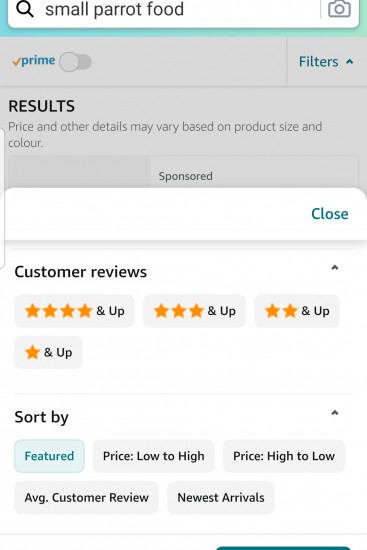 small parrot food
prime
Filters
RESULTS
Price and other details may vary based on product size and
colour.
Sponsored
Close
Customer reviews
& Up
& Up
& Up
& Up
Sort by
Featured
Price: Low to High
Price: High to Low
Avg. Customer Review
Newest Arrivals